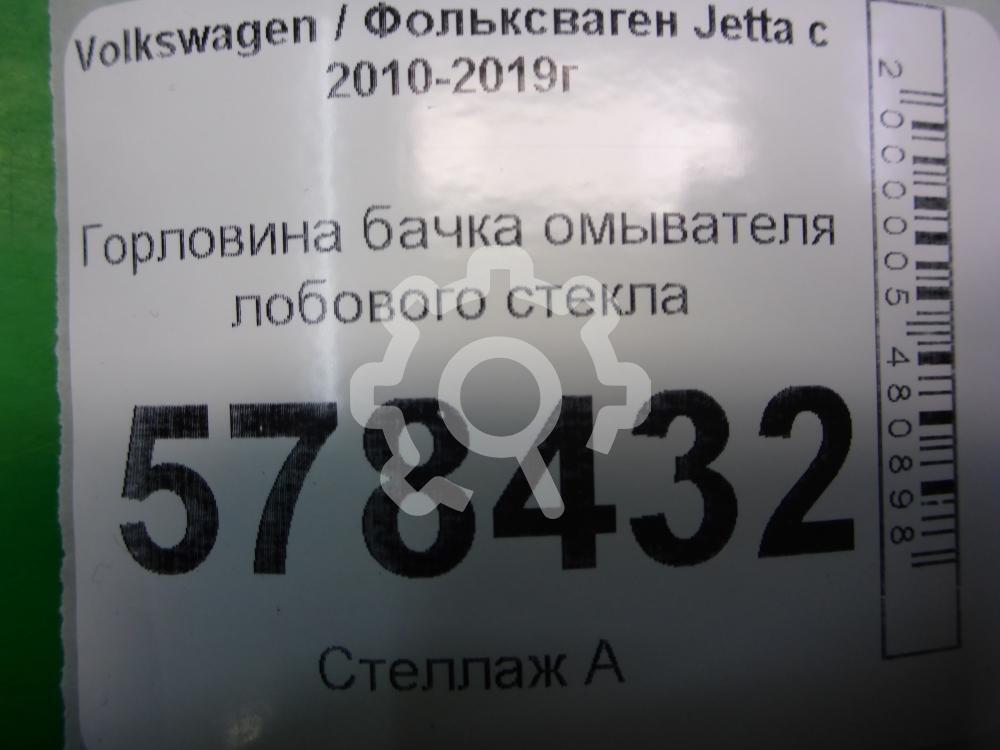 Volkswagen / Фольксваген Jetta с
2010-2019г
Горловина бачка омывателя
лобового стекла
578432
Стеллаж А
2000005480898